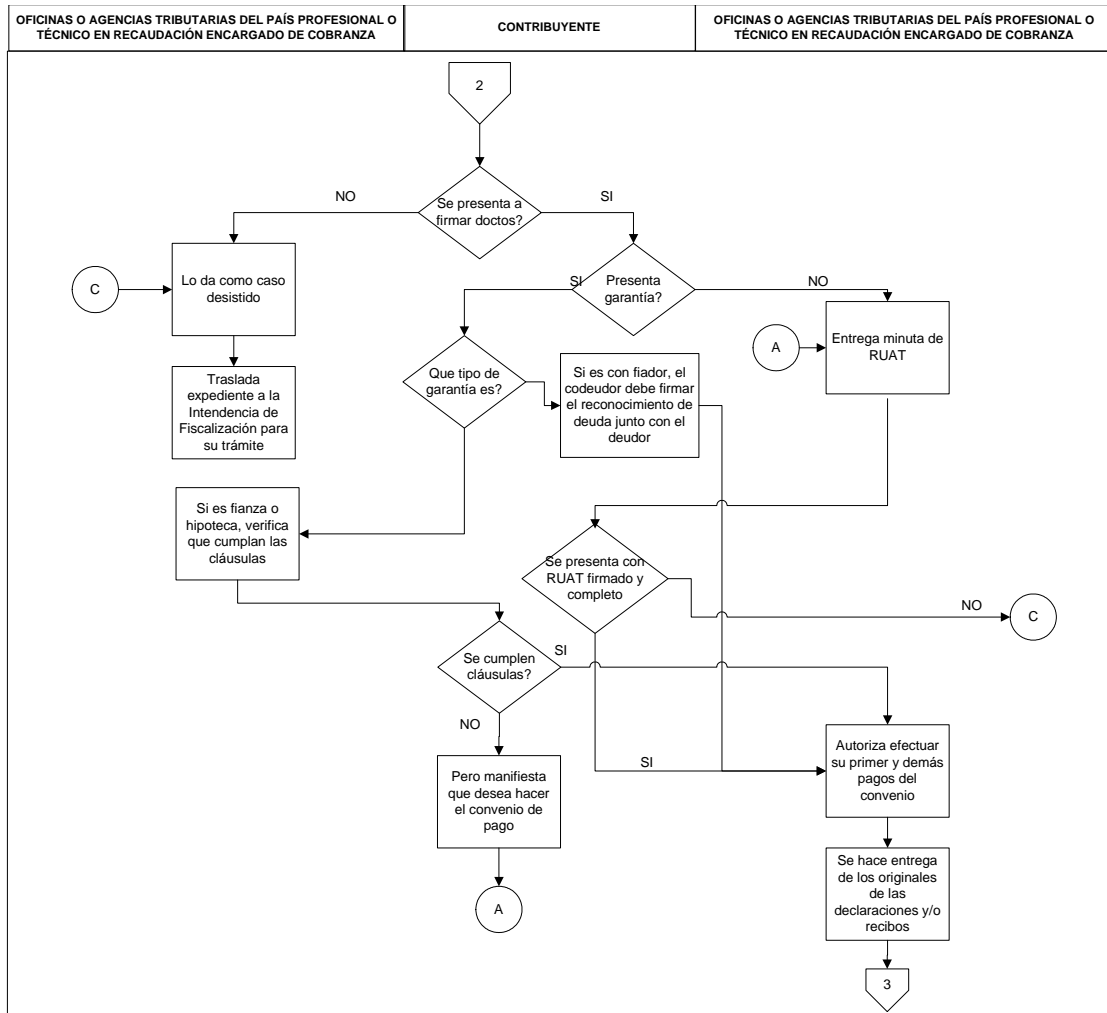 OFICINAS O AGENCIAS TRIBUTARIAS DEL PAÍS PROFESIONAL O
TÉCNICO EN RECAUDACIÓN ENCARGADO DE COBRANZA
CONTRIBUYENTE
OFICINAS O AGENCIAS TRIBUTARIAS DEL PAÍS PROFESIONAL O
TÉCNICO EN RECAUDACIÓN ENCARGADO DE COBRANZA
2
Se presenta a
firmar doctos?
NO
SI
Lo da como caso
desistido
C
Presenta
garantía?
SI
NO
Entrega minuta de
RUAT
A
Que tipo de
garantía es?
Si es con fiador, el
codeudor debe firmar
el reconocimiento de
deuda junto con el
deudor
Traslada
expediente a la
Intendencia de
Fiscalización para
su trámite
Si es fianza o
hipoteca, verifica
que cumplan las
cláusulas
Se presenta con
RUAT firmado y
completo
NO
C
Se cumplen
cláusulas?
SI
NO
SI
Pero manifiesta
que desea hacer
el convenio de
pago
Autoriza efectuar
su primer y demás
pagos del
convenio
A
Se hace entrega
de los originales
de las
declaraciones y/o
recibos
3